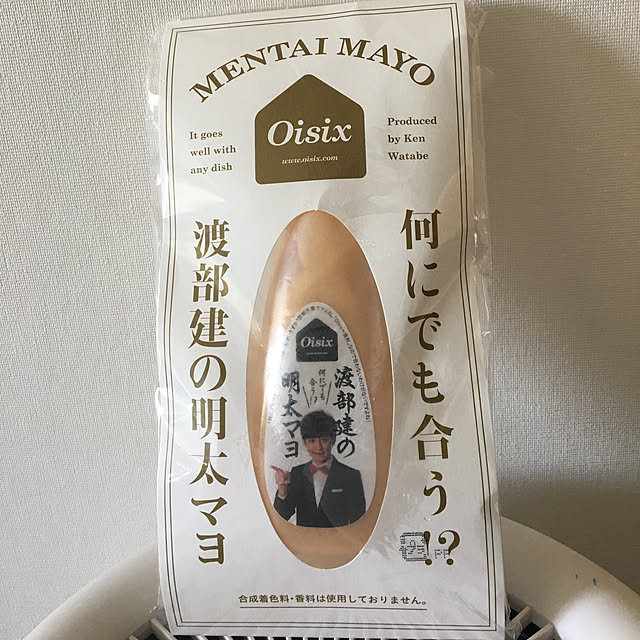 MENTAI MAYO
It goes
well with
any dish
Oisix
www.oisix.com
Produced
by Ken
Watabe
何にでも合う!?
渡部建の明太マヨ
Oisix
何にでも
合う!?
渡部建の
明太マヨ
合成着色料・香料は使用しておりません。